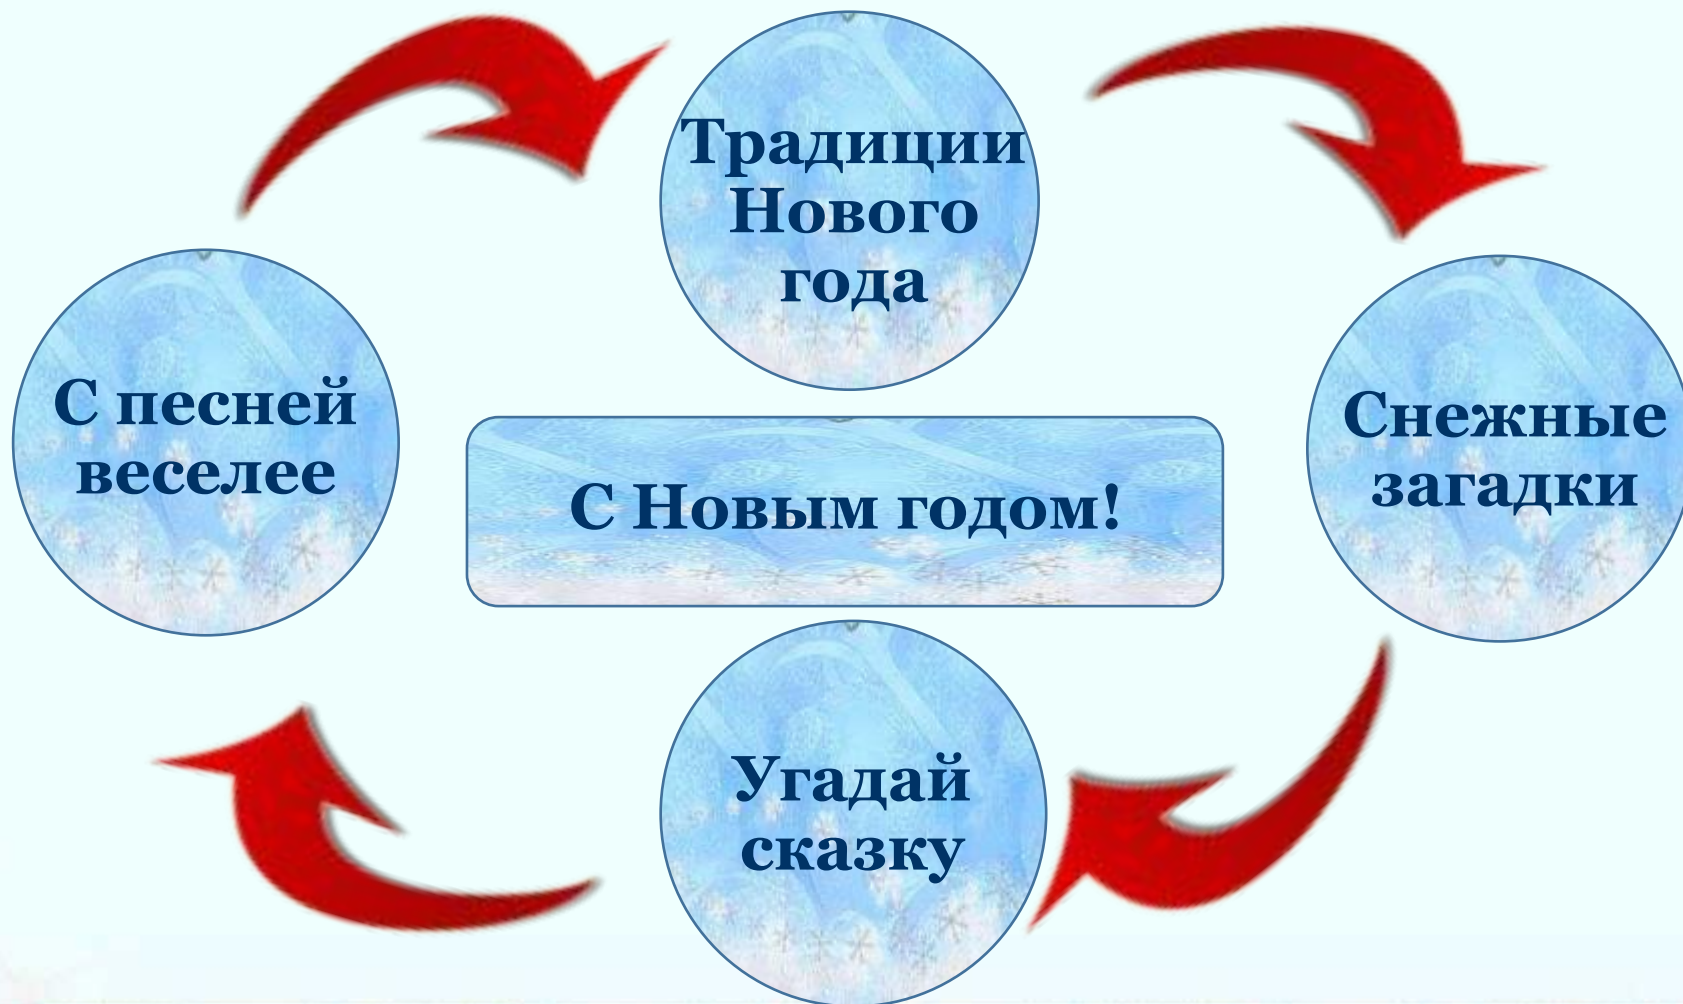 Традиции
Нового
года
С песней
веселее
Снежные
загадки
С Новым годом!
Угадай
сказку